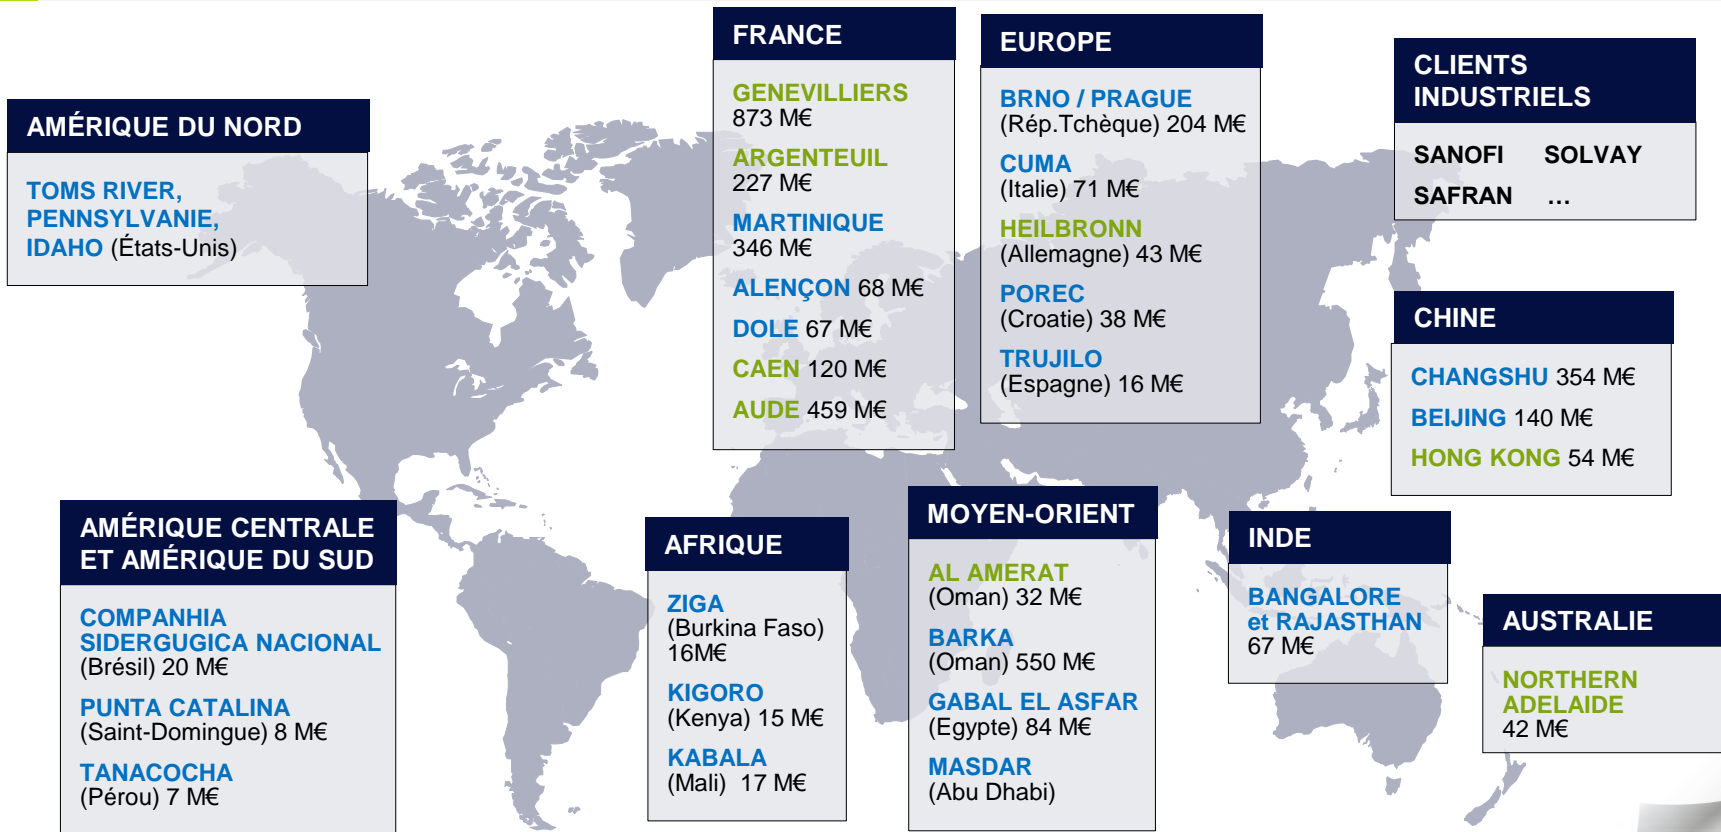 AMÉRIQUE DU NORD
TOMS RIVER,
PENNSYLVANIE,
IDAHO (États-Unis)
FRANCE
GENEVILLIERS
873 M€
ARGENTEUIL
227 M€
MARTINIQUE
346 M€
ALENÇON 68 M€
DOLE 67 M€
CAEN 120 M€
AUDE 459 M€
EUROPE
BRNO / PRAGUE
(Rép.Tchèque) 204 M€
CUMA
(Italie) 71 M€
HEILBRONN
(Allemagne) 43 M€
POREC
(Croatie) 38 M€
TRUJILO
(Espagne) 16 M€
CLIENTS
INDUSTRIELS
SANOFI SOLVAY
SAFRAN …
CHINE
CHANGSHU 354 M€
BEIJING 140 M€
HONG KONG 54 M€
AMÉRIQUE CENTRALE
ET AMÉRIQUE DU SUD
COMPANHIA
SIDERGUGICA NACIONAL
(Brésil) 20 M€
PUNTA CATALINA
(Saint-Domingue) 8 M€
TANACOCHA
(Pérou) 7 M€
AFRIQUE
ZIGA
(Burkina Faso)
16M€
KIGORO
(Kenya) 15 M€
KABALA
(Mali) 17 M€
MOYEN-ORIENT
AL AMERAT
(Oman) 32 M€
BARKA
(Oman) 550 M€
GABAL EL ASFAR
(Egypte) 84 M€
MASDAR
(Abu Dhabi)
INDE
BANGALORE
et RAJASTHAN
67 M€
AUSTRALIE
NORTHERN
ADELAIDE
42 M€